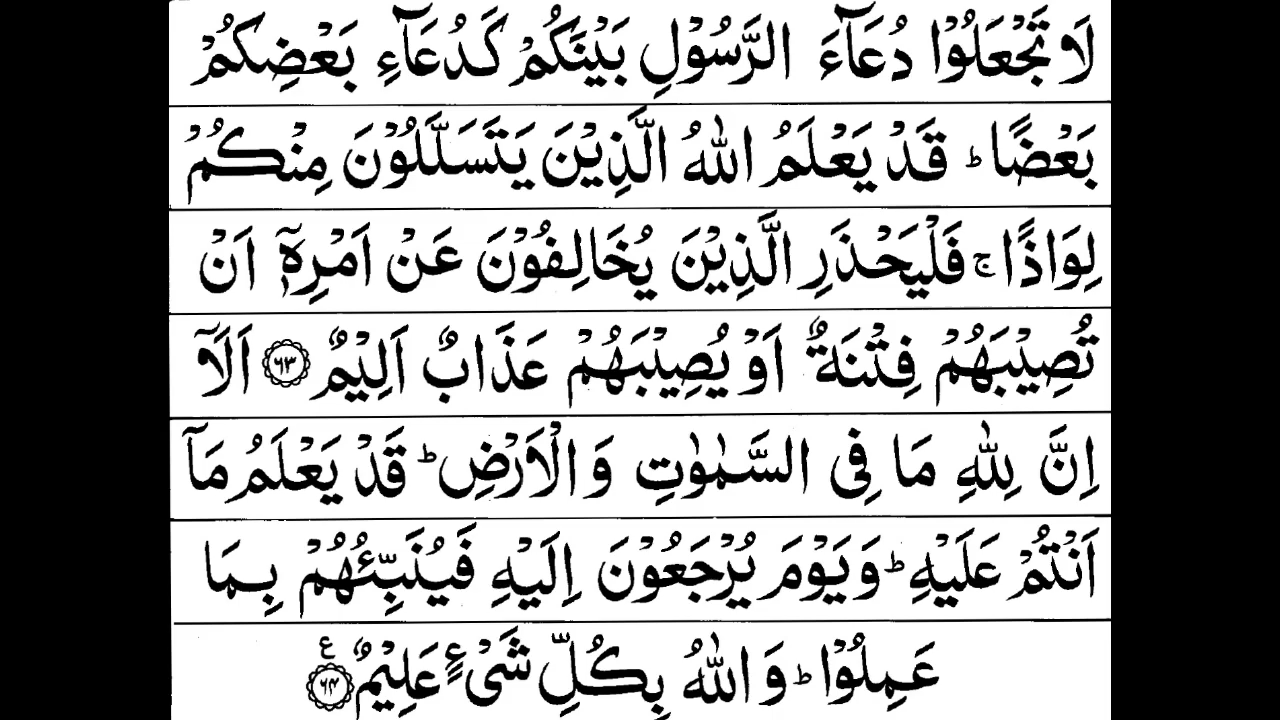 لَا تَجْعَلُوْا دُعَآءَ الرَّسُوْلِ بَيْنَكُمْ كَدُعَآءِ بَعْضِكُمْ
بَعْضًا ؕ قَدْ يَعْلَمُ اللّٰهُ الَّذِيْنَ يَتَسَلَّلُوْنَ مِنْكُمْ
لِوَاذًا ۚ فَلْيَحْذَرِ الَّذِيْنَ يُخَالِفُوْنَ عَنْ اَمْرِهٖۤ اَنْ
تُصِيْبَهُمْ فِتْنَةٌ اَوْ يُصِيْبَهُمْ عَذَابٌ اَلِيْمٌ ﴿۶۳﴾ اَلَاۤ
اِنَّ لِلّٰهِ مَا فِى السَّمٰوٰتِ وَ الْاَرْضِ ؕ قَدْ يَعْلَمُ مَاۤ
اَنْتُمْ عَلَيْهِ ؕ وَ يَوْمَ يُرْجَعُوْنَ اِلَيْهِ فَيُنَبِّئُهُمْ بِمَا
عَمِلُوْا ؕ وَ اللّٰهُ بِكُلِّ شَىْءٍ عَلِيْمٌ ﴿۶۴﴾ ع